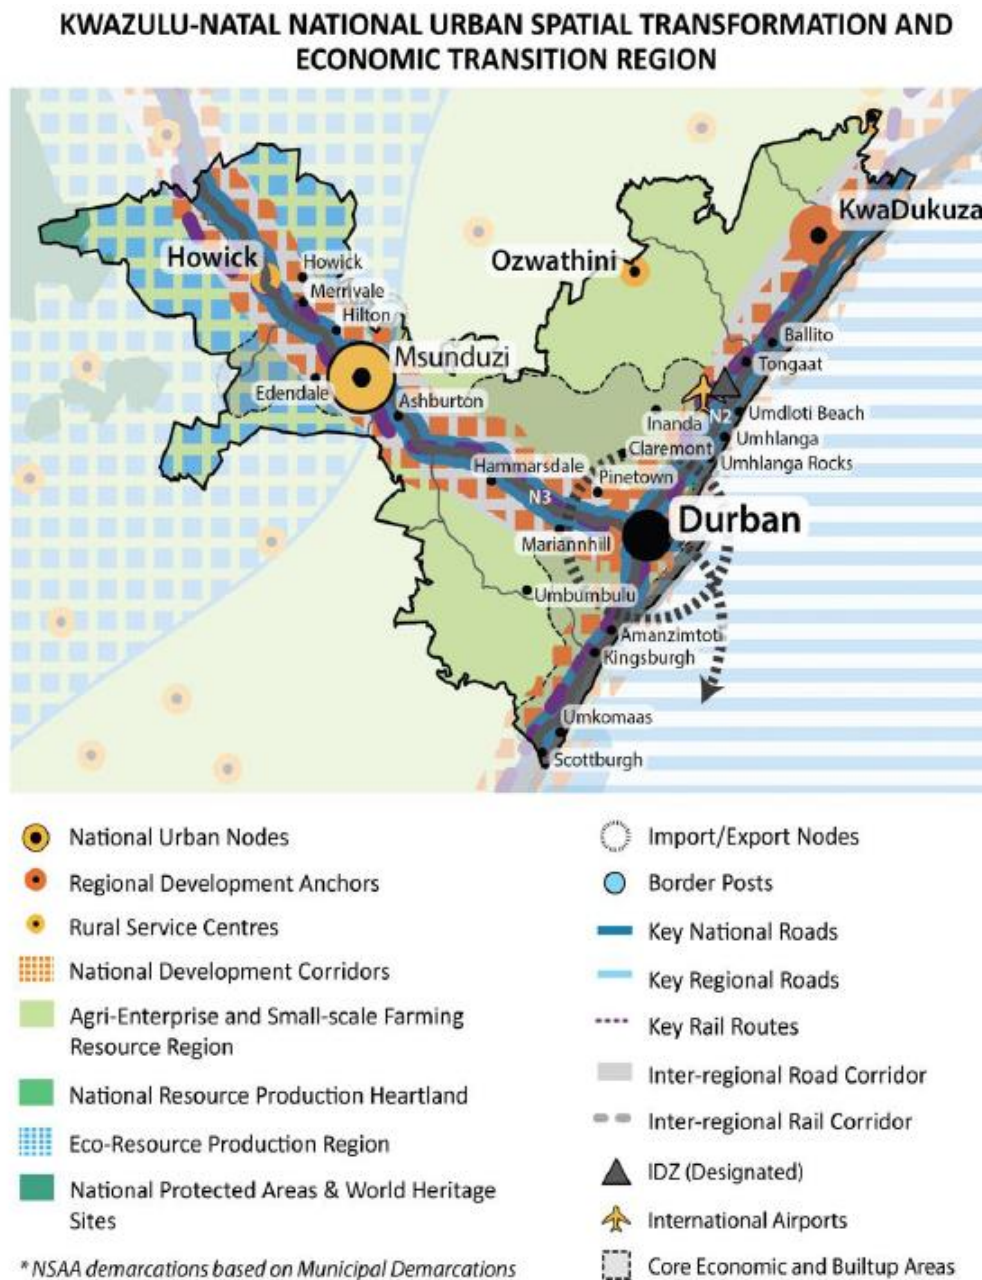 KWAZULU-NATAL NATIONAL URBAN SPATIAL TRANSFORMATION AND
ECONOMIC TRANSITION REGION
KwaDukuza
Howick
Howick
Ozwathini
Merrivale
Hilton
Ballito
Msunduzi
Tongaat
Edendale
Ashburton
Inanda
N2
Umdloti Beach
Claremont
Umhlanga
Hammarsdale
Pinetown
Umhlanga Rocks
N3
Durban
Mariannhill
Umbumbulu
Amanzimtoti
Kingsburgh
Umkomaas
Scottburgh
National Urban Nodes
Regional Development Anchors
Rural Service Centres
National Development Corridors
Agri-Enterprise and Small-scale Farming
Resource Region
National Resource Production Heartland
Eco-Resource Production Region
National Protected Areas & World Heritage
Sites
* NSAA demarcations based on Municipal Demarcations
Import/Export Nodes
Border Posts
Key National Roads
Key Regional Roads
Key Rail Routes
Inter-regional Road Corridor
Inter-regional Rail Corridor
IDZ (Designated)
International Airports
Core Economic and Builtup Areas